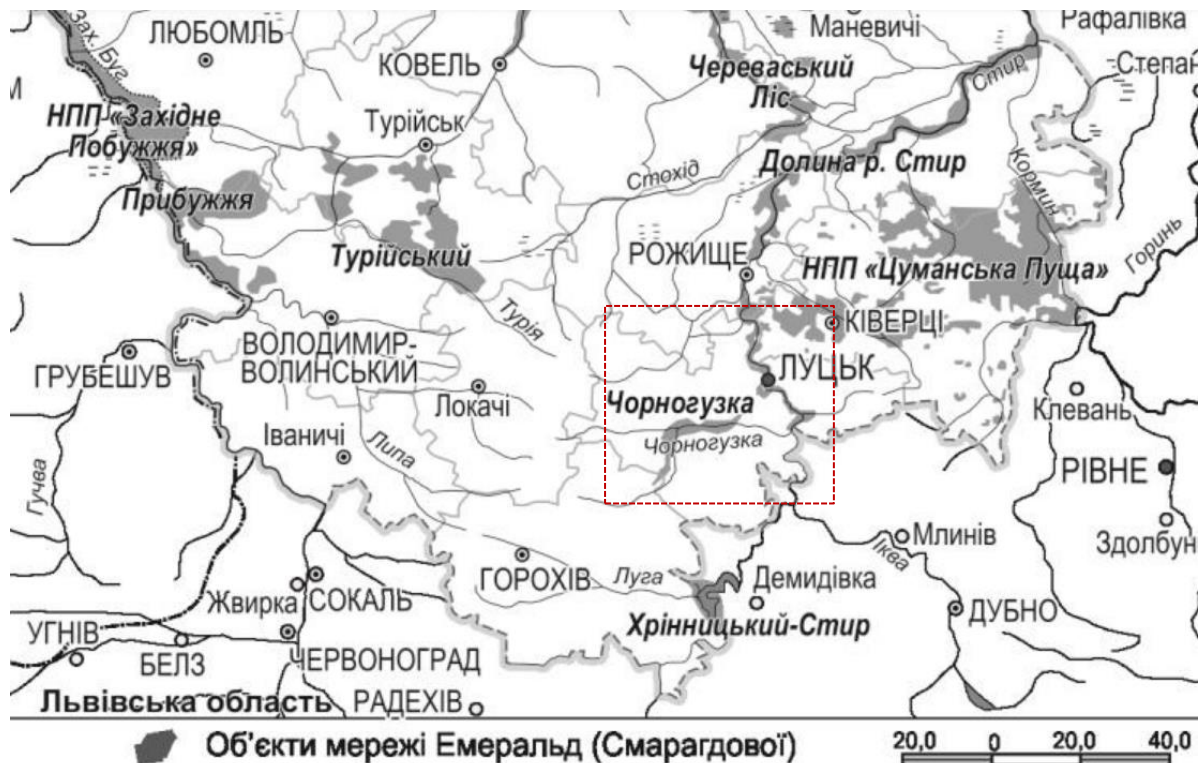 Зах. Буг
ЛЮБОМЛЬ
КОВЕЛЬ
Маневичі
Рафалівка
Череваський
Ліс
Стир
Степан
НПП «Західне
Побужжя»
Турійськ
Долина р. Стир
Кормин
Стохід
Прибужжя
Турійський
РОЖИЩЕ
НПП «Цуманська Пуща»
Горинь
Турія
КІВЕРЦІ
ВОЛОДИМИР-
ВОЛИНСЬКИЙ
ГРУБЕШУВ
ЛУЦЬК
Локачі
Чорногузка
Клевань
Іваничі
Липа
Чорногузка
РІВНЕ
Гучва
Млинів
Здолбун
Іква
ГОРОХІВ
Луга
Демидівка
Жвирка
СОКАЛЬ
ДУБНО
Хрінницький-Стир
УГНІВ
БЕЛЗ
ЧЕРВОНОГРАД
Львівська область
РАДЕХІВ
Об'єкти мережі Емеральд (Смарагдової)
20,0 0 20,0 40,0